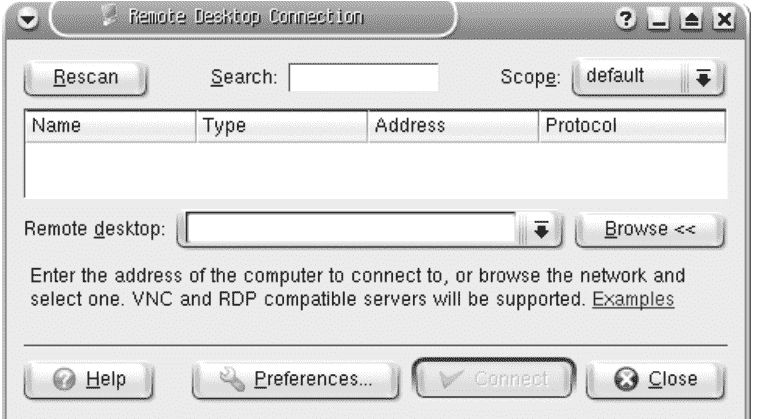 Remote Desktop Connection
Rescan Search: Scope: default
Name Type Address Protocol
Remote desktop: Browse <<
Enter the address of the computer to connect to, or browse the network and
select one. VNC and RDP compatible servers will be supported. Examples
Help Preferences... Connect Close